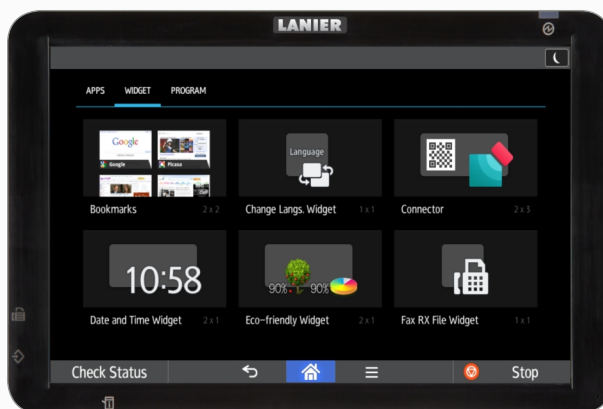 LANIER
APPS WIDGET PROGRAM
Google
Google Picasa
Language
Bookmarks 2 x 2 Change Langs. Widget 1 x 1 Connector 2 x 3
10:58
90% 90%
Date and Time Widget 2 x 1 Eco-friendly Widget 2 x 1 Fax RX File Widget 1 x 1
Check Status Stop